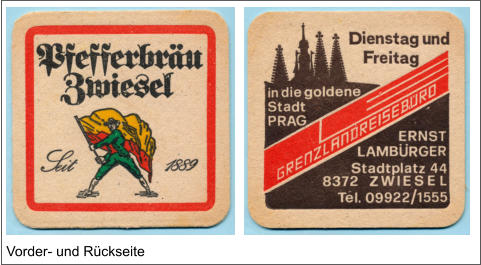 Pfefferbräu
Zwiesel
Seit 1889
Dienstag und
Freitag
in die goldene
Stadt
PRAG
GRENZLANDREISEBÜRO
ERNST
LAMBÜRGER
Stadtplatz 44
8372 ZWIESEL
Tel. 09922/1555
Vorder- und Rückseite